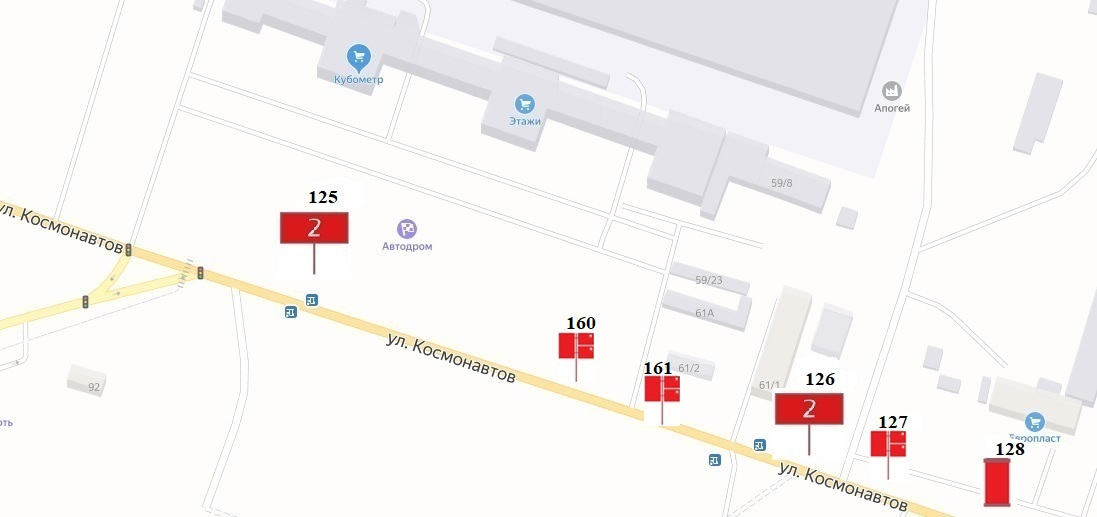 Кубометр
Этажи
Апогей
59/8
125
2
Автодром
ул. Космонавтов
59/23
61А
160
ул. Космонавтов
161
61/2
61/1
126
2
92
127
Европласт
128
ул. Космонавтов